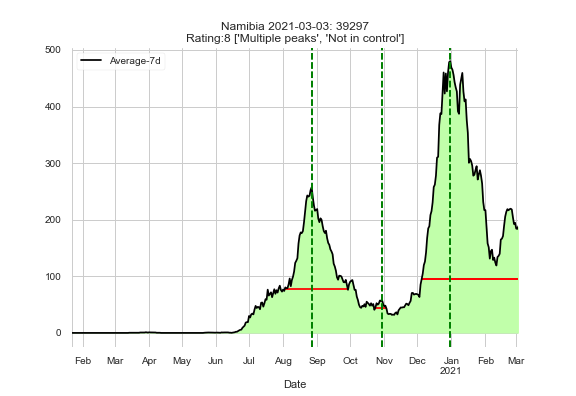 Namibia 2021-03-03: 39297
Rating:8 ['Multiple peaks', 'Not in control']
Average-7d
500
400
300
200
100
0
Feb Mar Apr May Jun Jul Aug Sep Oct Nov Dec Jan Feb Mar
2021
Date